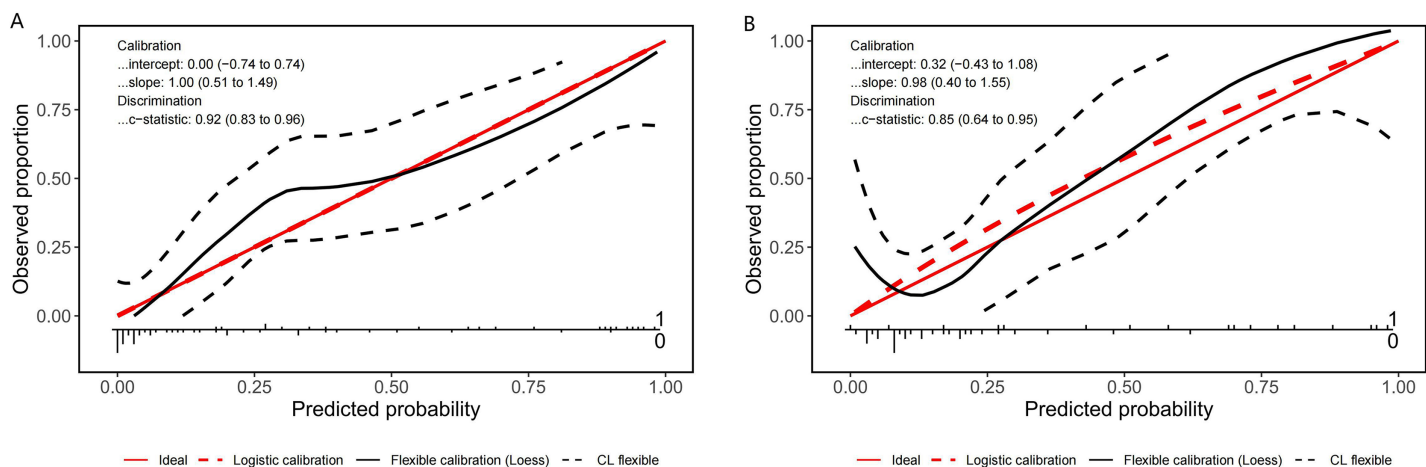 A
Calibration
...intercept: 0.00 (−0.74 to 0.74)
...slope: 1.00 (0.51 to 1.49)
Discrimination
...c−statistic: 0.92 (0.83 to 0.96)
Observed proportion
1.00
0.75
0.50
0.25
0.00
1
0
0.00 0.25 0.50 0.75 1.00
Predicted probability
Ideal Logistic calibration Flexible calibration (Loess) CL flexible
B
Calibration
...intercept: 0.32 (−0.43 to 1.08)
...slope: 0.98 (0.40 to 1.55)
Discrimination
...c−statistic: 0.85 (0.64 to 0.95)
Observed proportion
1.00
0.75
0.50
0.25
0.00
1
0
0.00 0.25 0.50 0.75 1.00
Predicted probability
Ideal Logistic calibration Flexible calibration (Loess) CL flexible